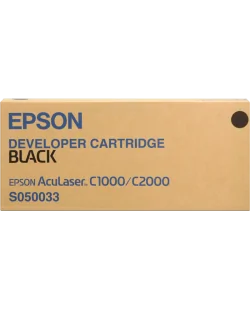 EPSON
DEVELOPER CARTRIDGE
BLACK
EPSON AcuLaser C1000/C2000
S050033